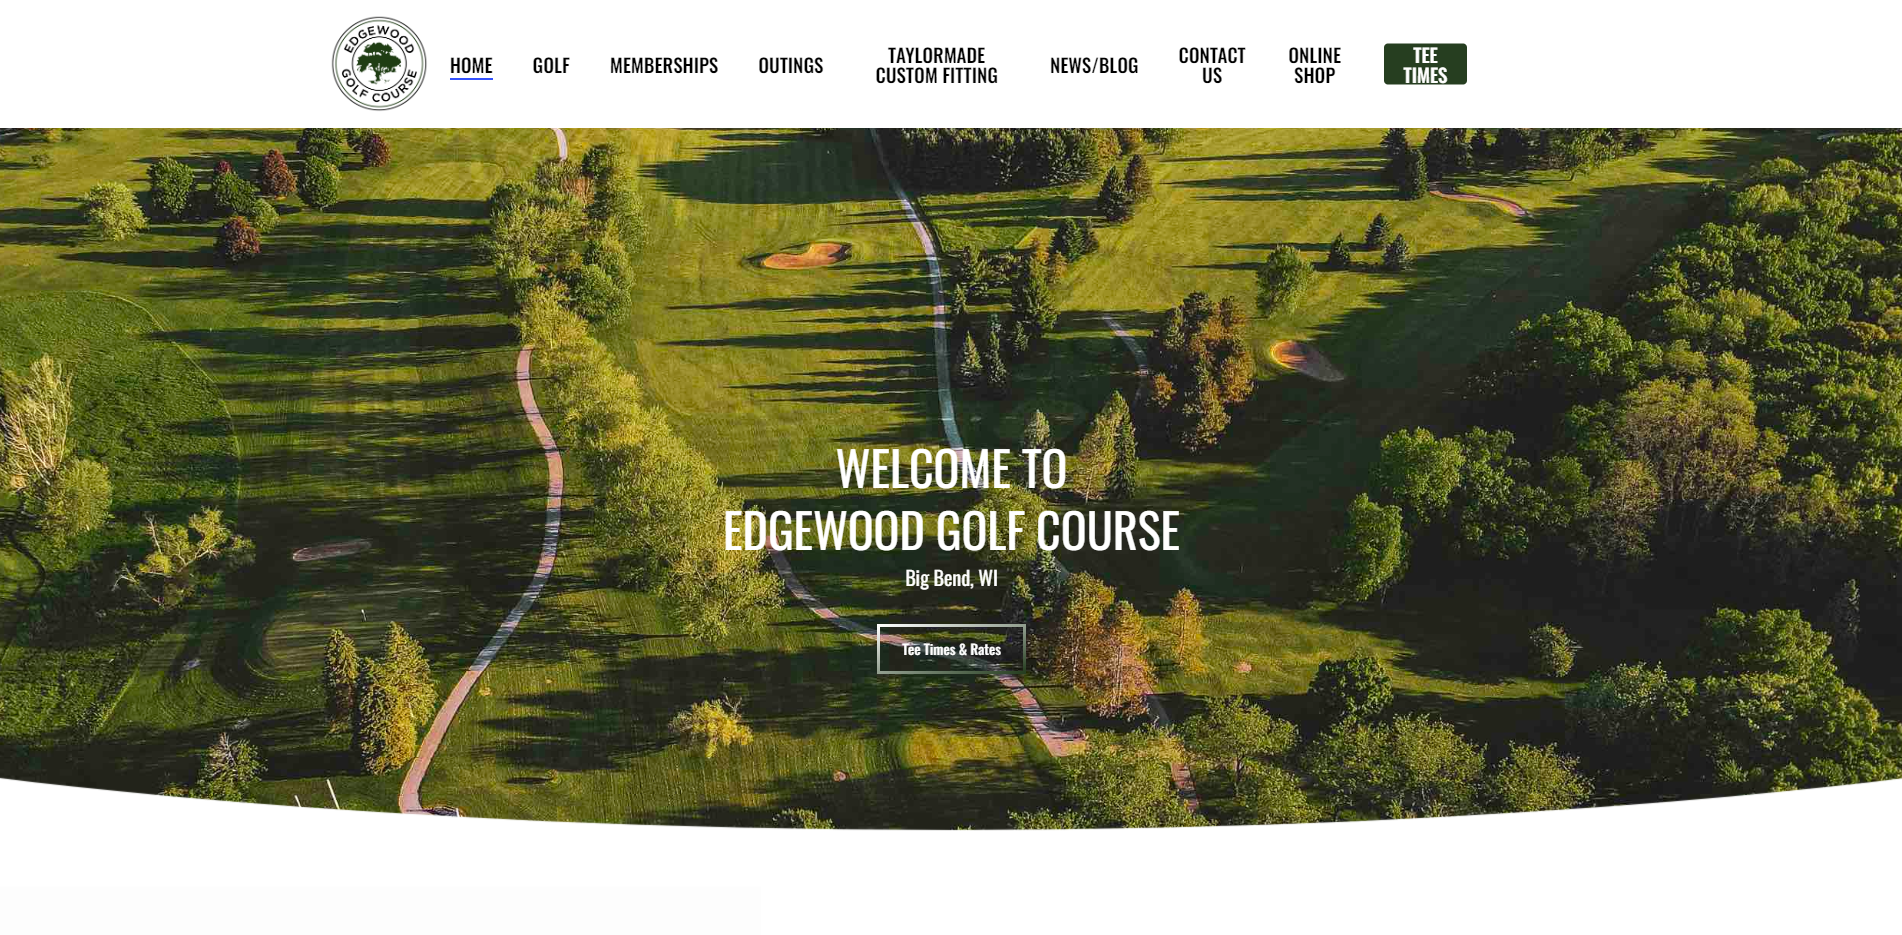 EDGEWOOD
GOLF COURSE
HOME
GOLF
MEMBERSHIPS
OUTINGS
TAYLORMADE
CUSTOM FITTING
NEWS/BLOG
CONTACT
US
ONLINE
SHOP
TEE
TIMES
WELCOME TO
EDGEWOOD GOLF COURSE
Big Bend, WI
Tee Times & Rates